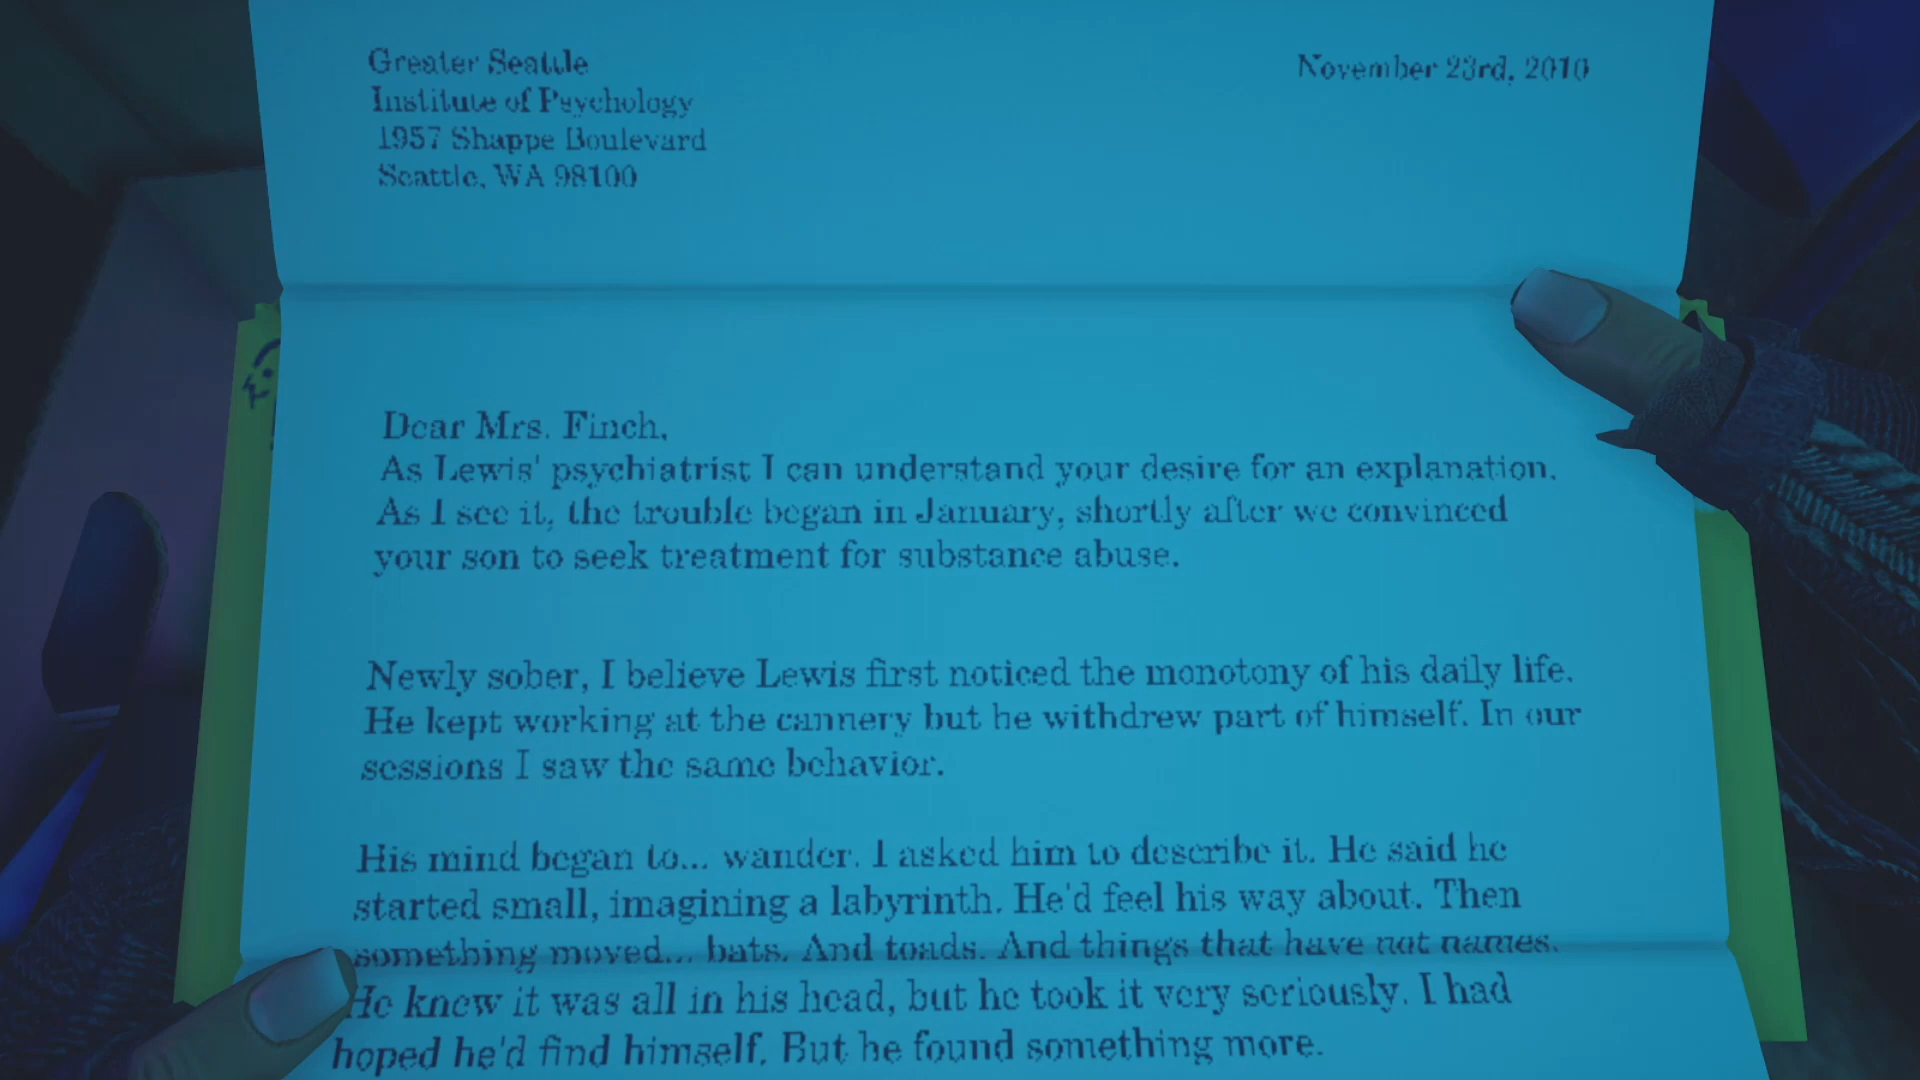 Greater Seattle
Institute of Psychology
1957 Shappe Boulevard
Seattle, WA 98100
November 23rd, 2010
Dear Mrs. Finch,
As Lewis' psychiatrist I can understand your desire for an explanation.
As I see it, the trouble began in January, shortly after we convinced
your son to seek treatment for substance abuse.
Newly sober, I believe Lewis first noticed the monotony of his daily life.
He kept working at the cannery but he withdrew part of himself. In our
sessions I saw the same behavior.
His mind began to... wander. I asked him to describe it. He said he
started small, imagining a labyrinth. He'd feel his way about. Then
something moved... bats. And toads. And things that have not names.
He knew it was all in his head, but he took it very seriously. I had
hoped he'd find himself. But he found something more.